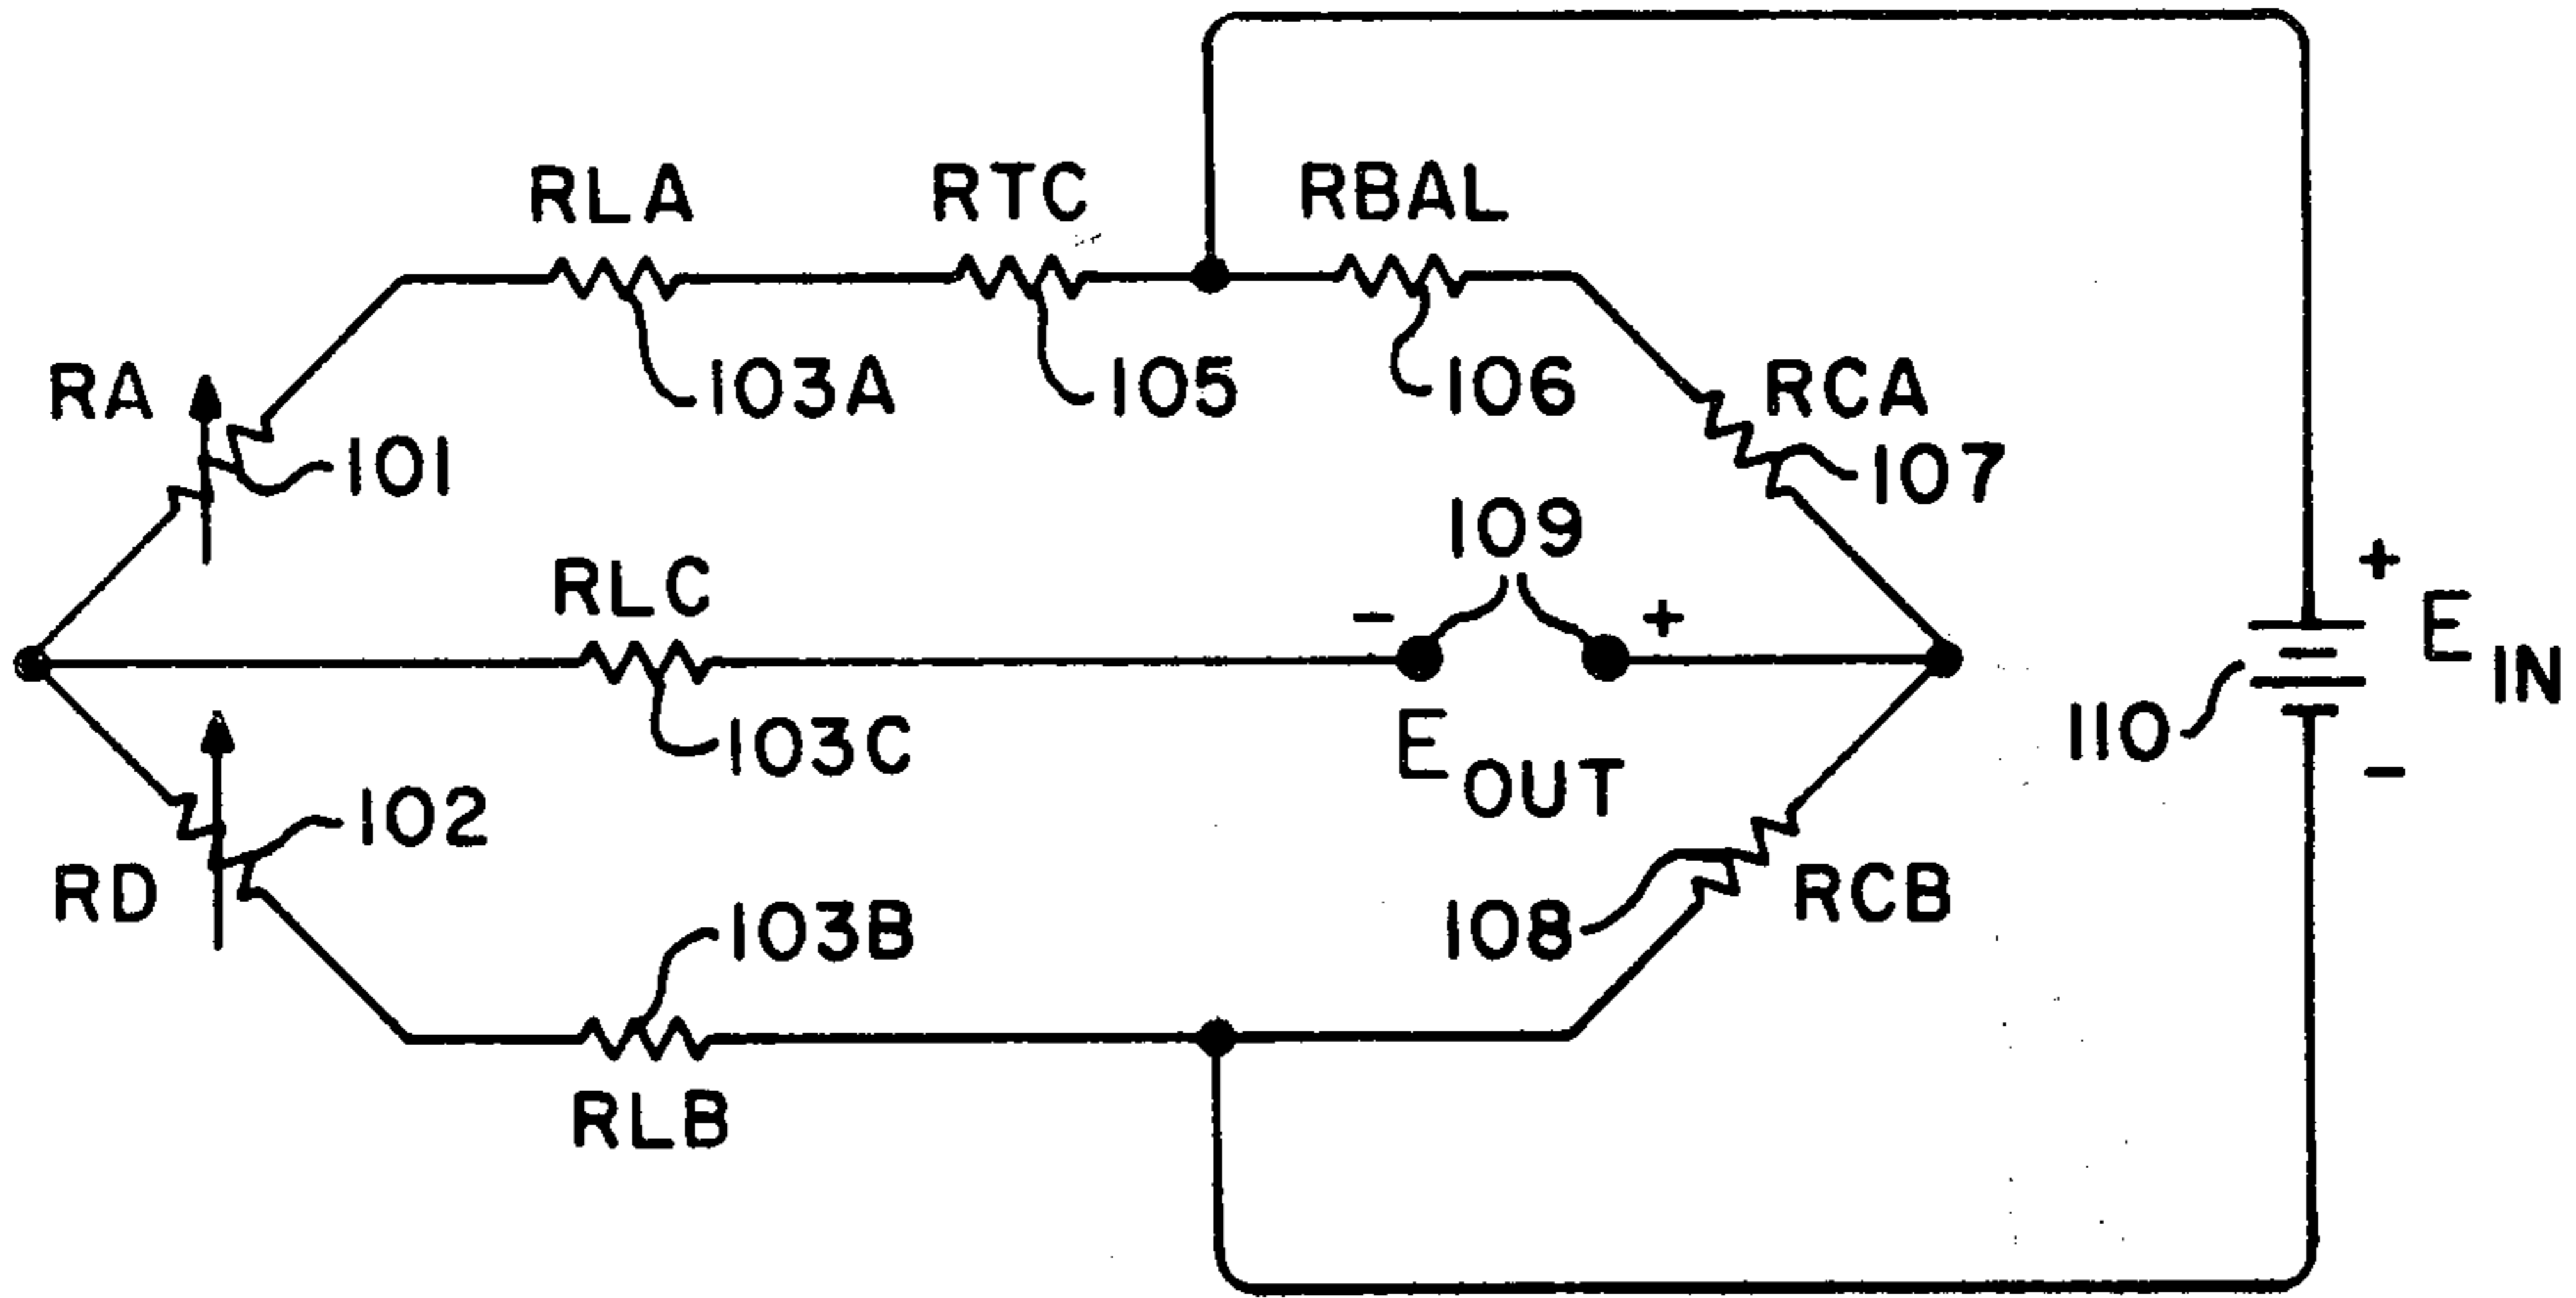 RLA
RTC
RBAL
RA
103A
105
106
RCA
101
107
109
RLC
- +
+
E IN
103C
E OUT
110
-
102
RD
103B
108
RCB
RLB